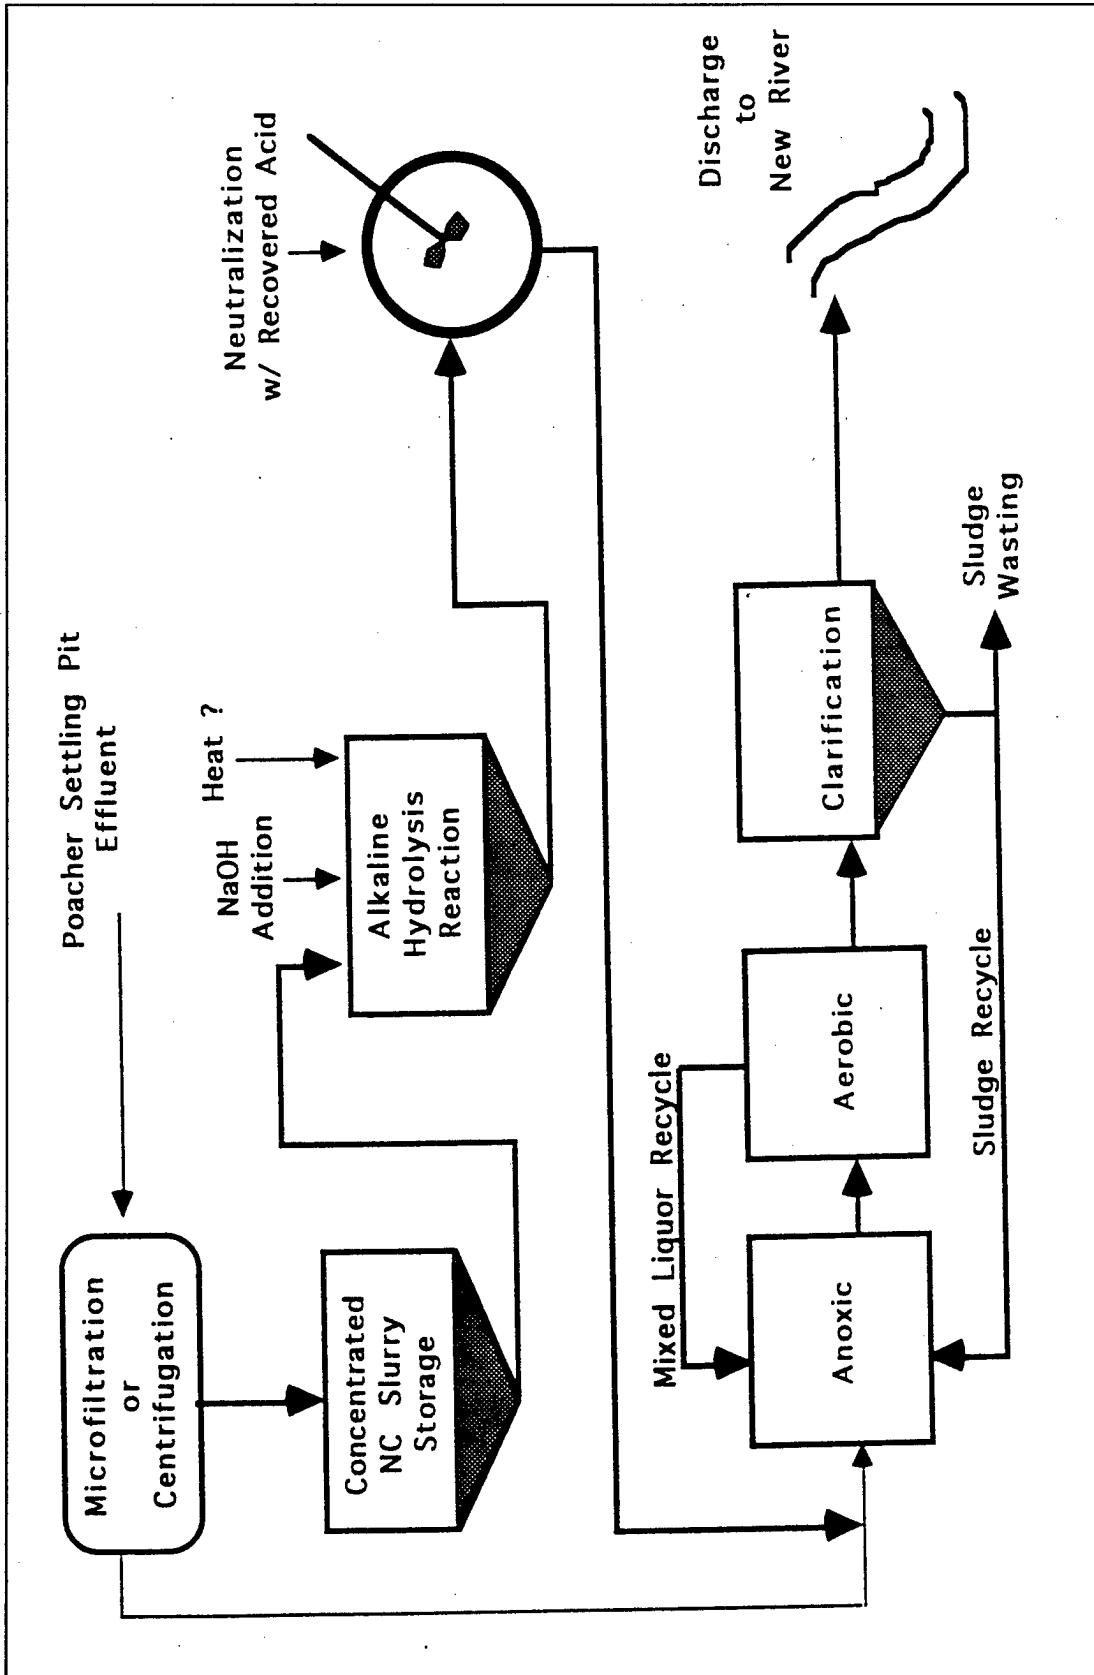 Poacher Settling Pit
Effluent
Microfiltration
or
Centrifugation
Concentrated
NC Slurry
Storage
NaOH
Addition
Heat ?
Alkaline
Hydrolysis
Reaction
Neutralization
w/ Recovered Acid
Mixed Liquor Recycle
Anoxic
Aerobic
Clarification
Sludge Recycle
Sludge
Wasting
Discharge
to
New River